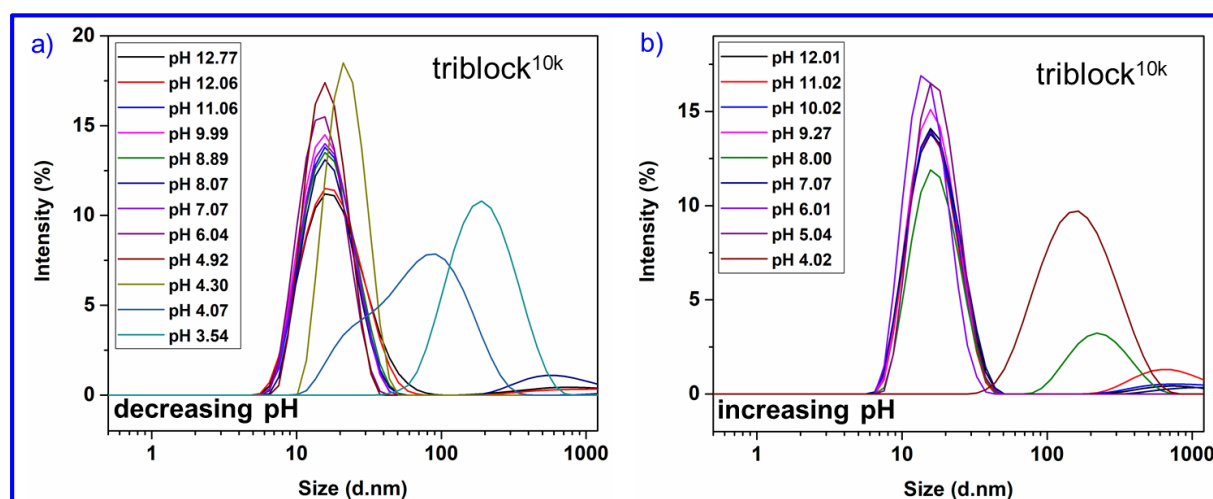 a)
20
15
10
5
0
Intensity (%)
pH 12.77
pH 12.06
pH 11.06
pH 9.99
pH 8.89
pH 8.07
pH 7.07
pH 6.04
pH 4.92
pH 4.30
pH 4.07
pH 3.54
triblock10k
decreasing pH
1
10
100
1000
Size (d.nm)
b)
20
15
10
5
0
Intensity (%)
pH 12.01
pH 11.02
pH 10.02
pH 9.27
pH 8.00
pH 7.07
pH 6.01
pH 5.04
pH 4.02
triblock10k
increasing pH
1
10
100
1000
Size (d.nm)